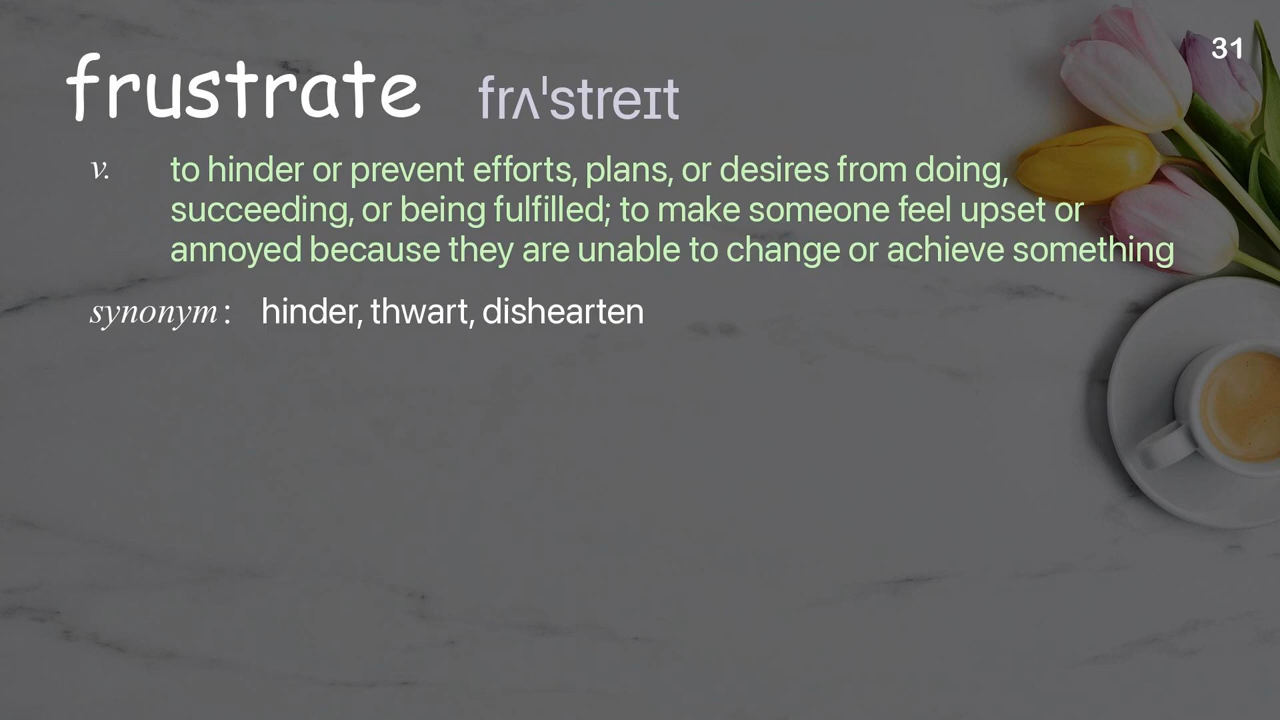 31
frustrate frʌˈstreɪt
v. to hinder or prevent efforts, plans, or desires from doing,
succeeding, or being fulfilled; to make someone feel upset or
annoyed because they are unable to change or achieve something
synonym: hinder, thwart, dishearten